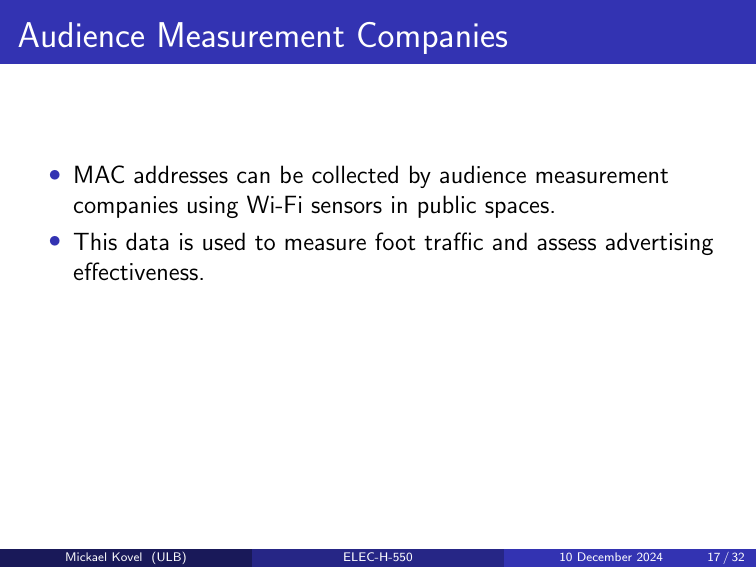 Audience Measurement Companies
• MAC addresses can be collected by audience measurement
companies using Wi-Fi sensors in public spaces.
• This data is used to measure foot traffic and assess advertising
effectiveness.
Mickael Kovel (ULB) ELEC-H-550 10 December 2024 17 / 32